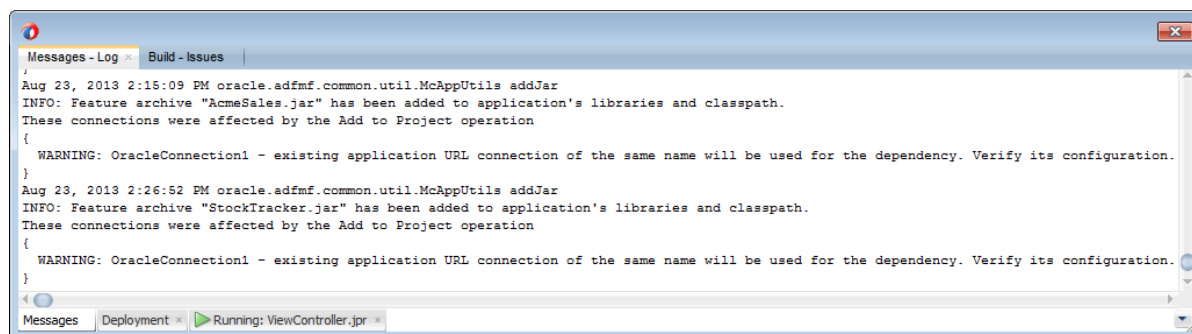 Messages - Log
Build - Issues
}
Aug 23, 2013 2:15:09 PM oracle.adfmf.common.util.McAppUtils addJar
INFO: Feature archive "AcmeSales.jar" has been added to application's libraries and classpath.
These connections were affected by the Add to Project operation
{
WARNING: OracleConnection1 - existing application URL connection of the same name will be used for the dependency. Verify its configuration.
}
Aug 23, 2013 2:26:52 PM oracle.adfmf.common.util.McAppUtils addJar
INFO: Feature archive "StockTracker.jar" has been added to application's libraries and classpath.
These connections were affected by the Add to Project operation
{
WARNING: OracleConnection1 - existing application URL connection of the same name will be used for the dependency. Verify its configuration.
}
Messages
Deployment
Running: ViewController.jpr